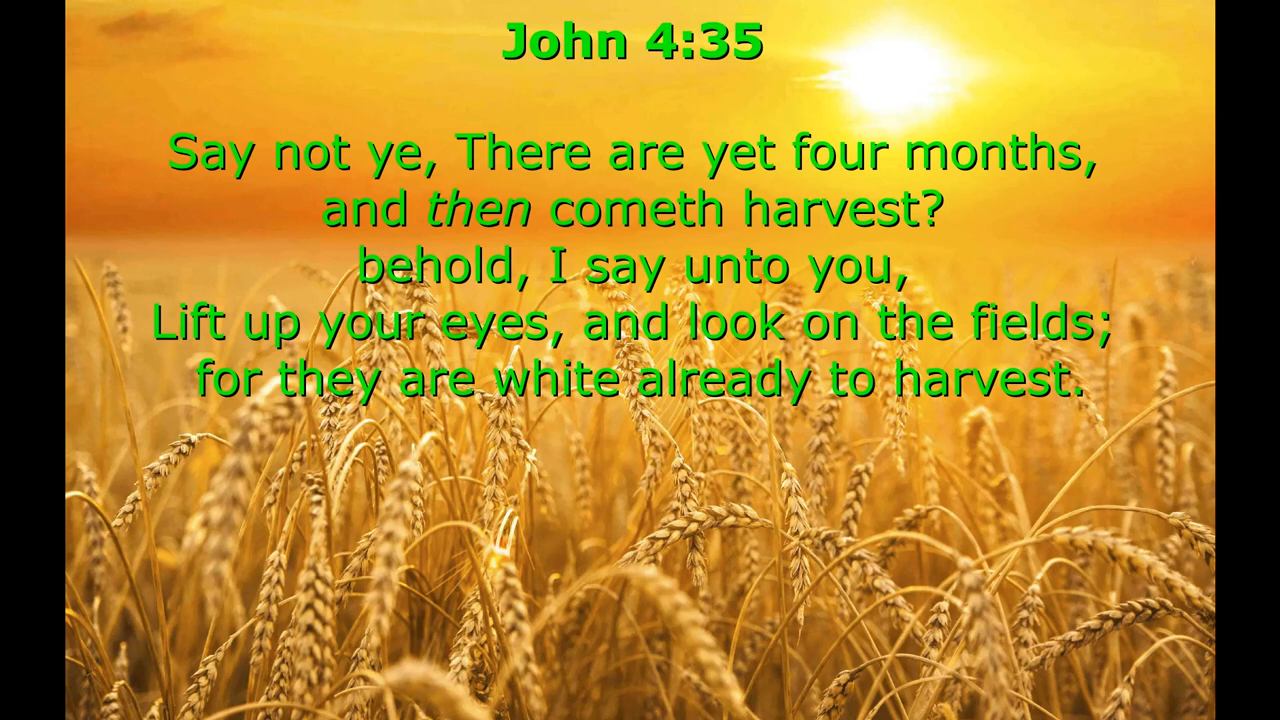 John 4:35
Say not ye, There are yet four months,
and then cometh harvest?
behold, I say unto you,
Lift up your eyes, and look on the fields;
for they are white already to harvest.